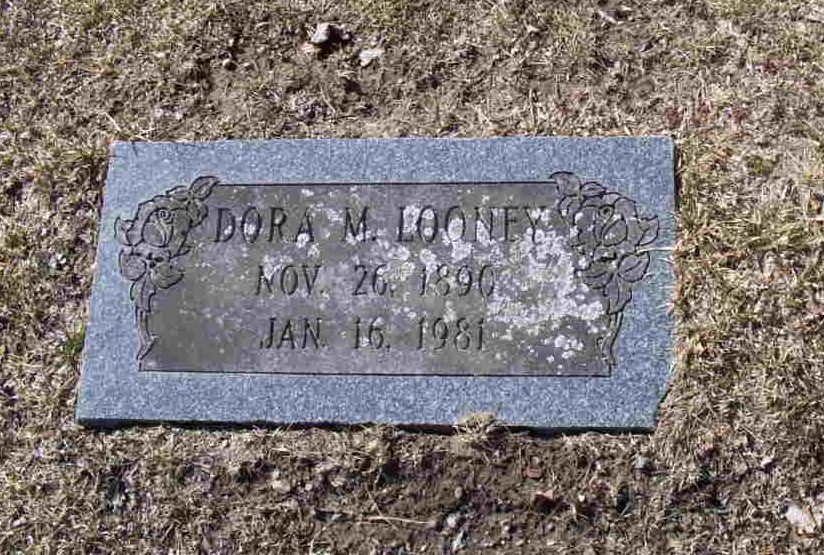 DORA M. LOONEY
NOV. 26, 1890
JAN. 16, 1981